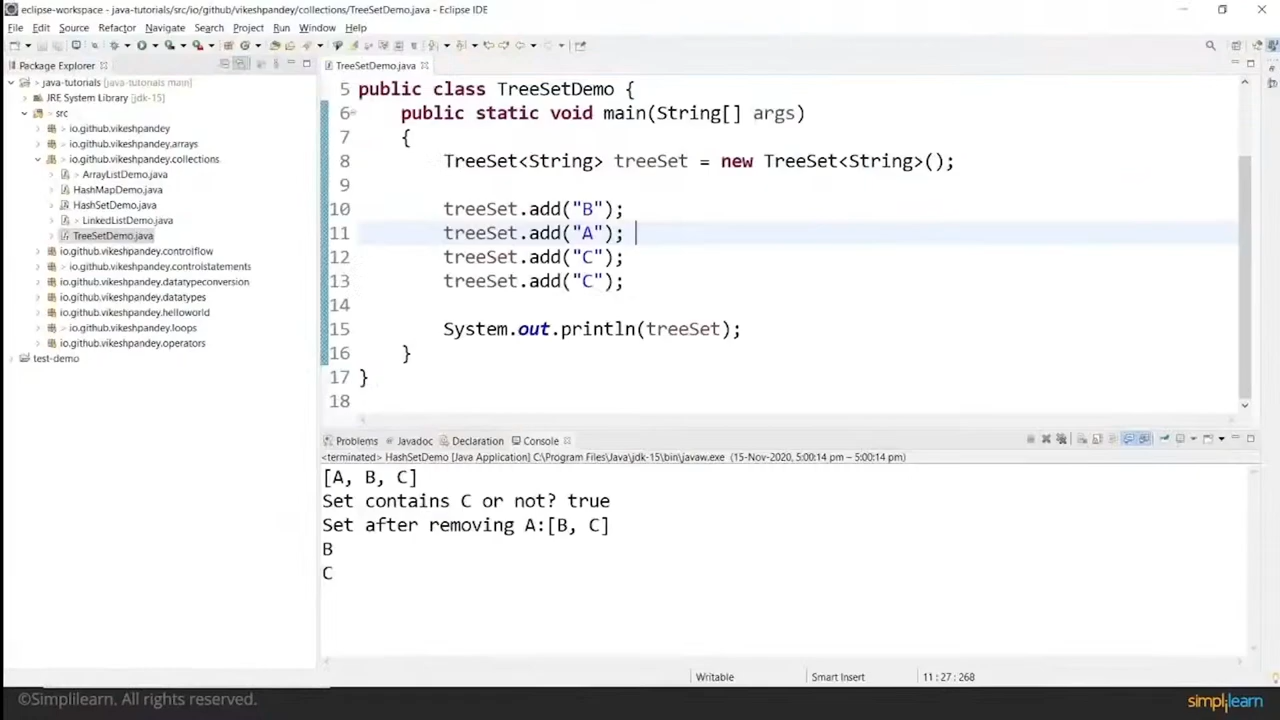 eclipse-workspace - java-tutorials/src/io/github/vikeshpandey/collections/TreeSetDemo.java - Eclipse IDE
File Edit Source Refactor Navigate Search Project Run Window Help
Package Explorer
> java-tutorials [java-tutorials main]
JRE System Library [jdk-15]
> src
> io.github.vikeshpandey
> io.github.vikeshpandey.arrays
> io.github.vikeshpandey.collections
> ArrayListDemo.java
HashMapDemo.java
HashSetDemo.java
> LinkedListDemo.java
TreeSetDemo.java
io.github.vikeshpandey.controlflow
> io.github.vikeshpandey.controlstatements
io.github.vikeshpandey.datatypeconversion
io.github.vikeshpandey.datatypes
io.github.vikeshpandey.helloworld
> io.github.vikeshpandey.loops
io.github.vikeshpandey.operators
test-demo
TreeSetDemo.java
5 public class TreeSetDemo {
6 public static void main(String[] args)
7 {
8 TreeSet<String> treeSet = new TreeSet<String>();
9
10 treeSet.add("B");
11 treeSet.add("A");
12 treeSet.add("C");
13 treeSet.add("C");
14
15 System.out.println(treeSet);
16 }
17 }
18
Problems Javadoc Declaration Console
<terminated> HashSetDemo [Java Application] C:\Program Files\Java\jdk-15\bin\javaw.exe (15-Nov-2020, 5:00:14 pm – 5:00:14 pm)
[A, B, C]
Set contains C or not? true
Set after removing A:[B, C]
B
C
Writable Smart Insert 11 : 27 : 268
©Simplilearn. All rights reserved.
simplilearn